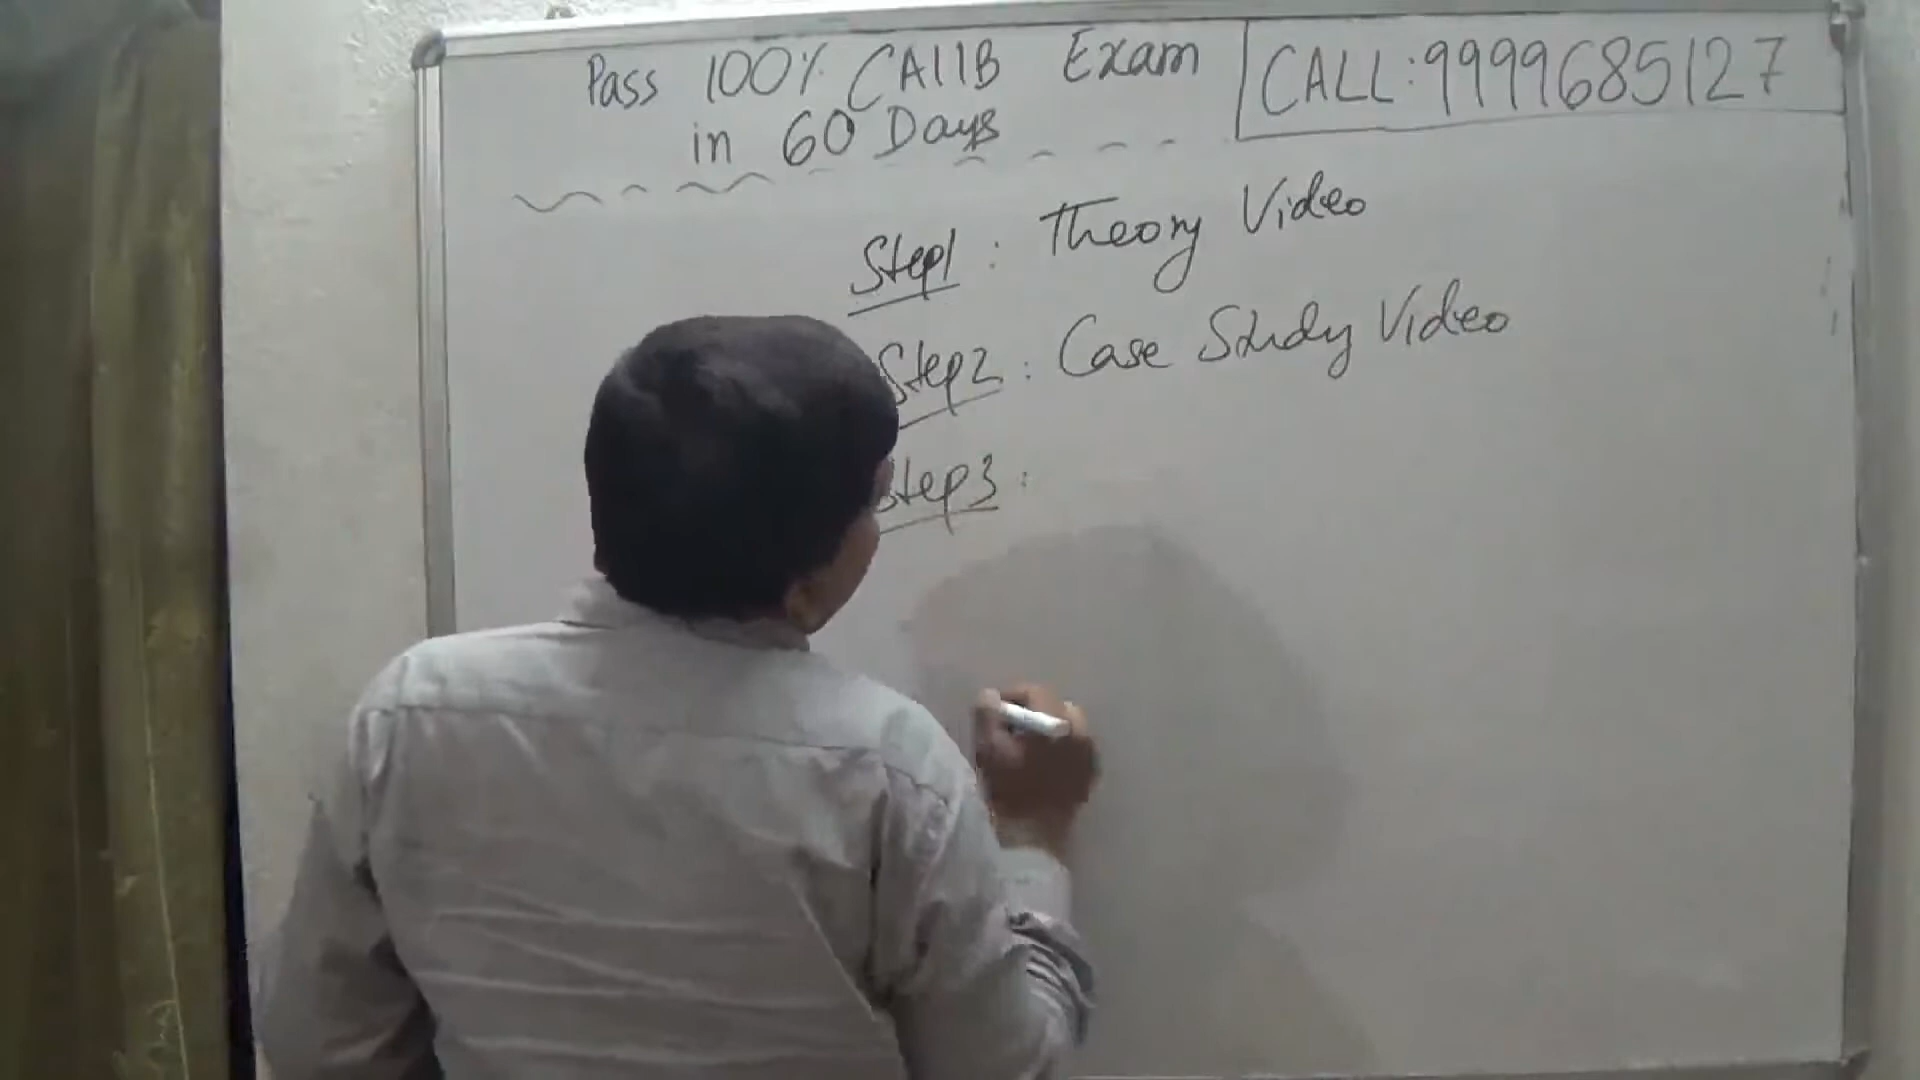 Pass 100% CAIIB Exam
in 60 Days
CALL: 9999685127
Step1 : Theory Video
Step2 : Case Study Video
Step3 :